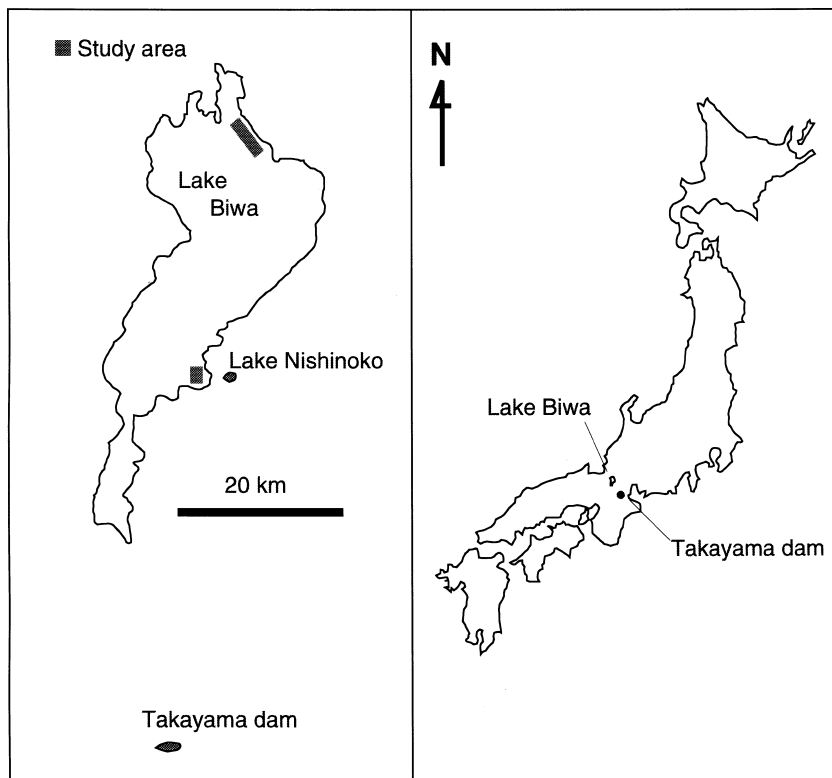 Study area
Lake
Biwa
Lake Nishinoko
20 km
Takayama dam
N
Lake Biwa
Takayama dam